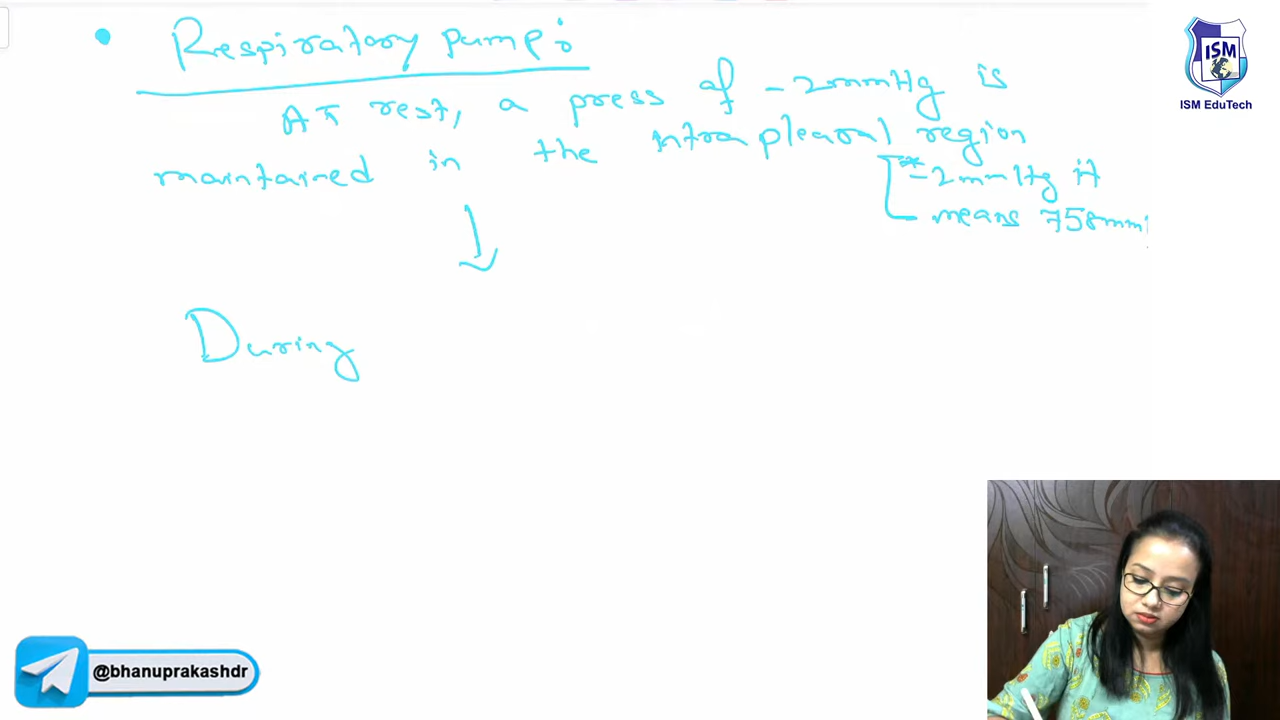 • Respiratory pump:
At rest, a press of -2mmHg is
maintained in the intrapleural region
* -2mmHg it
means 758mm
During
ISM
ISM EduTech
@bhanuprakashdr